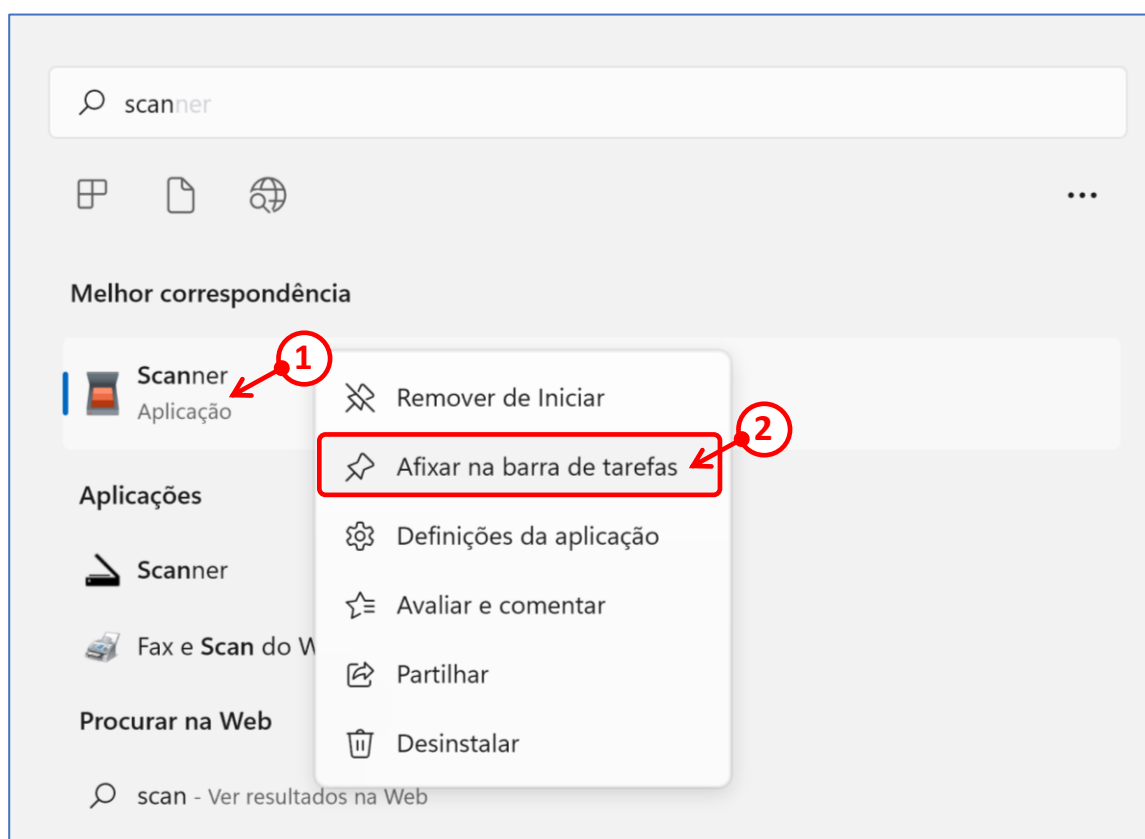 scanner
Melhor correspondência
Scanner
Aplicação
1
Remover de Iniciar
Afixar na barra de tarefas
2
Definições da aplicação
Avaliar e comentar
Partilhar
Desinstalar
Aplicações
Scanner
Fax e Scan do
Procurar na Web
scan - Ver resultados na Web